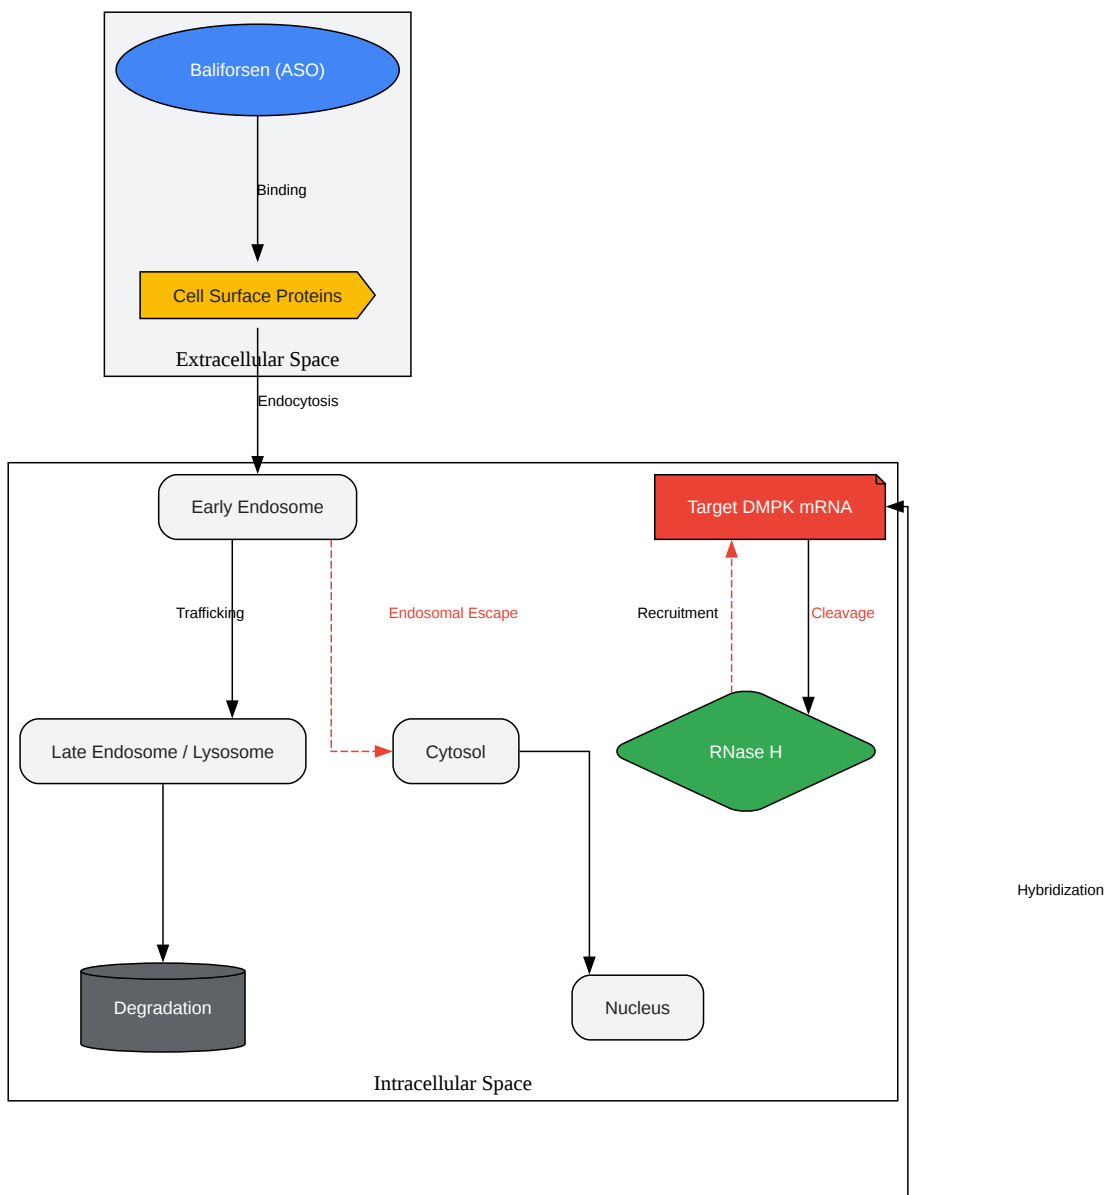 Baliforsen (ASO)
Binding
Cell Surface Proteins
Extracellular Space
Endocytosis
Early Endosome
Target DMPK mRNA
Trafficking
Endosomal Escape
Recruitment
Cleavage
Late Endosome / Lysosome
Cytosol
RNase H
Hybridization
Degradation
Nucleus
Intracellular Space